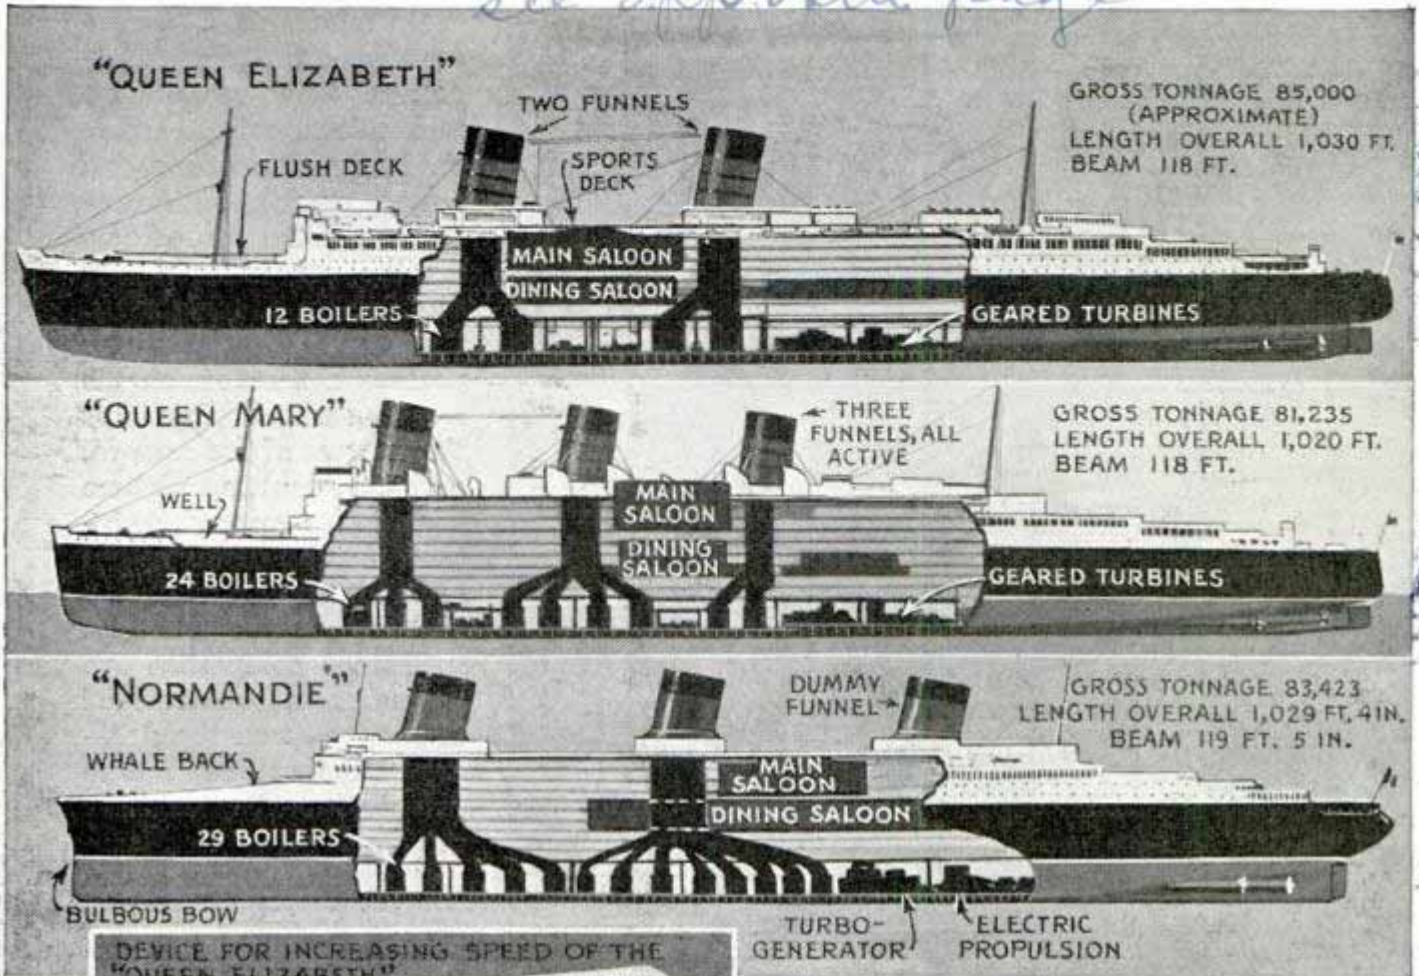 see opposite page
"QUEEN ELIZABETH"
TWO FUNNELS
GROSS TONNAGE 85,000
(APPROXIMATE)
LENGTH OVERALL 1,030 FT.
BEAM 118 FT.
FLUSH DECK
SPORTS
DECK
MAIN SALOON
DINING SALOON
12 BOILERS
GEARED TURBINES
"QUEEN MARY"
THREE
FUNNELS, ALL
ACTIVE
GROSS TONNAGE 81,235
LENGTH OVERALL 1,020 FT.
BEAM 118 FT.
WELL
MAIN
SALOON
DINING
SALOON
24 BOILERS
GEARED TURBINES
"NORMANDIE"
DUMMY
FUNNEL
GROSS TONNAGE 83,423
LENGTH OVERALL 1,029 FT. 4 IN.
BEAM 119 FT. 5 IN.
WHALE BACK
MAIN
SALOON
DINING SALOON
29 BOILERS
BULBOUS BOW
TURBO-
GENERATOR
ELECTRIC
PROPULSION
DEVICE FOR INCREASING SPEED OF THE
"QUEEN ELIZABETH"